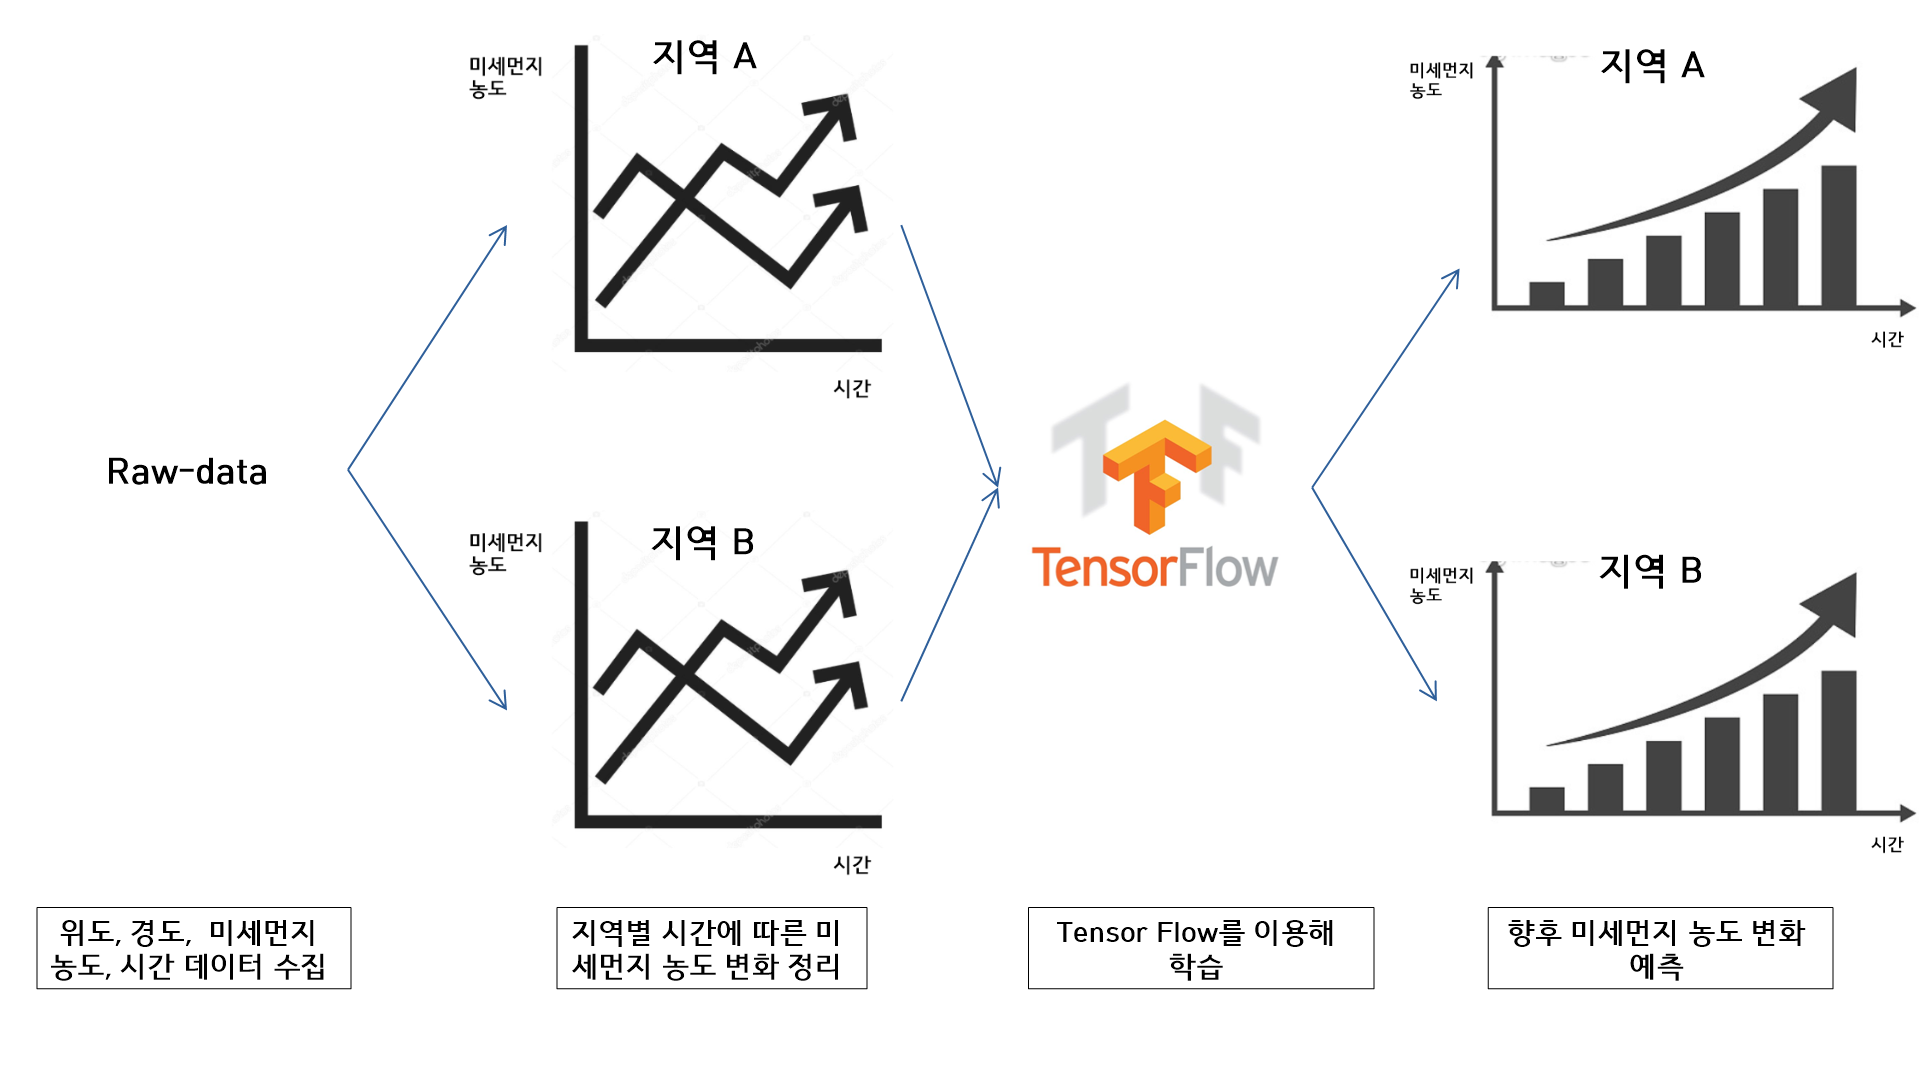 미세먼지
농도
지역 A
시간
미세먼지
농도
지역 A
시간
Raw-data
TensorFlow
미세먼지
농도
지역 B
시간
미세먼지
농도
지역 B
시간
위도, 경도, 미세먼지
농도, 시간 데이터 수집
지역별 시간에 따른 미
세먼지 농도 변화 정리
Tensor Flow를 이용해
학습
향후 미세먼지 농도 변화
예측